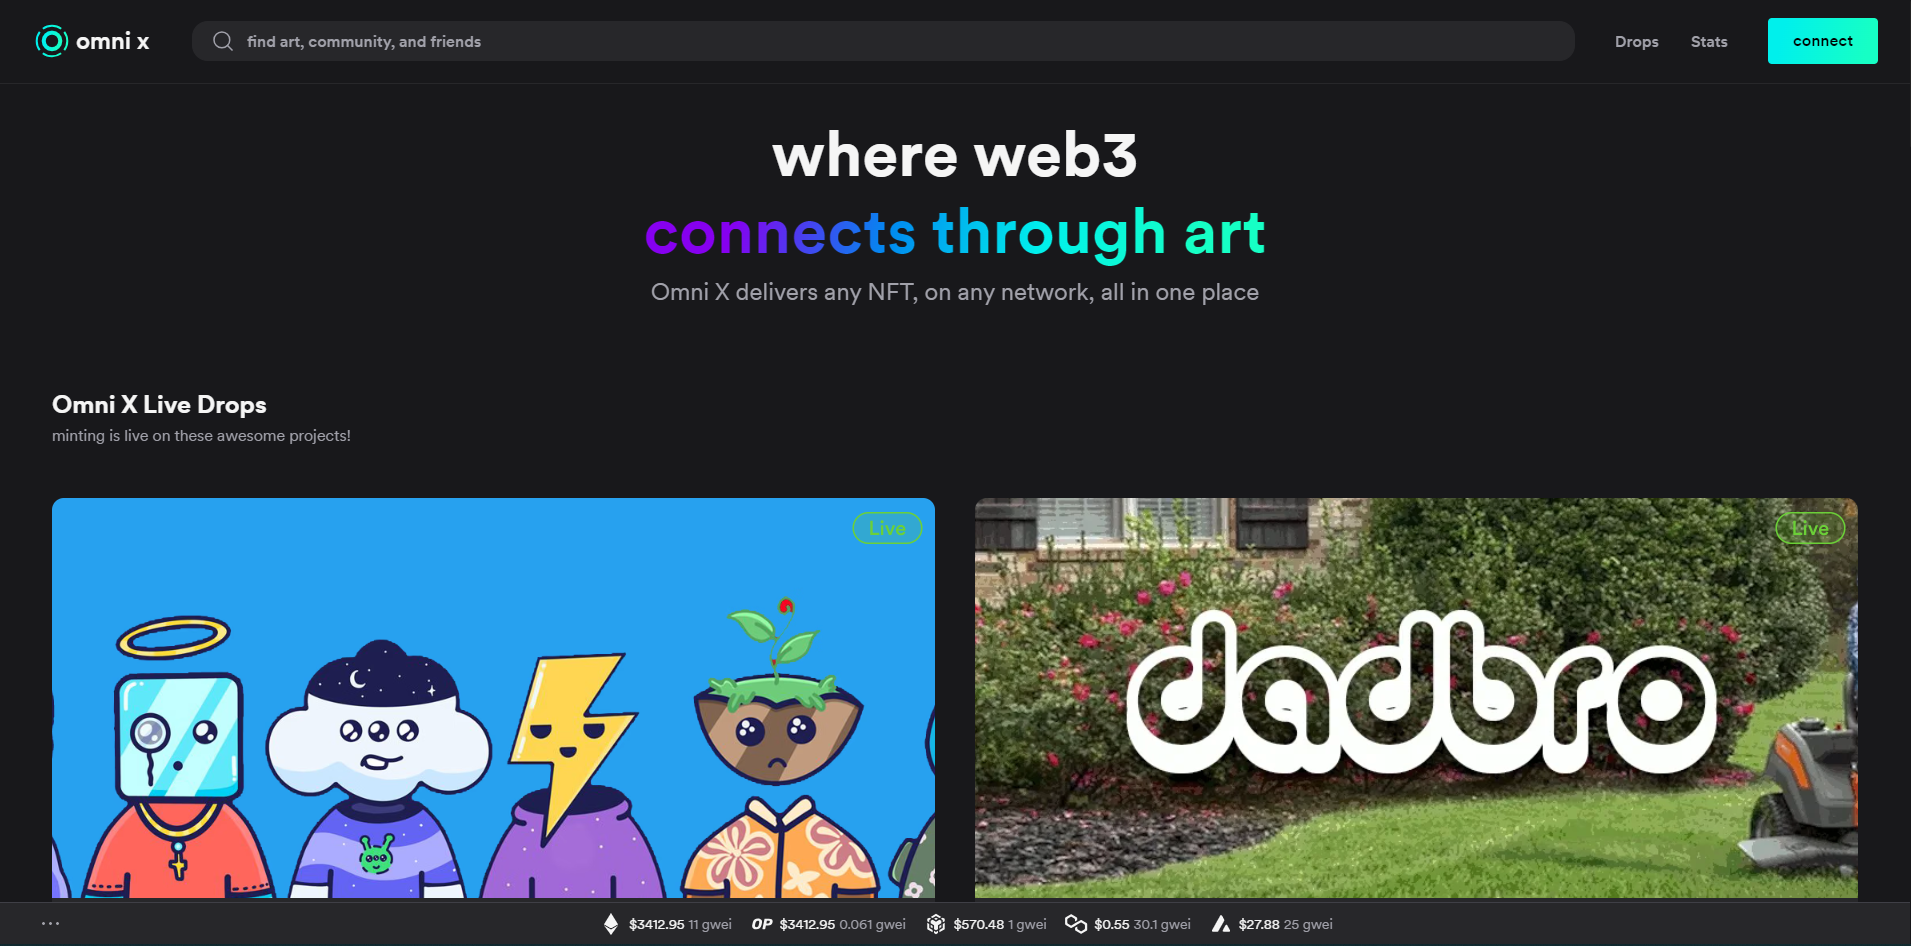 omni x
find art, community, and friends
Drops
Stats
connect
where web3
connects through art
Omni X delivers any NFT, on any network, all in one place
Omni X Live Drops
minting is live on these awesome projects!
Live
Live
dadbro
... $3412.95 11 gwei OP $3412.95 0.061 gwei $570.48 1 gwei $0.55 30.1 gwei $27.88 25 gwei